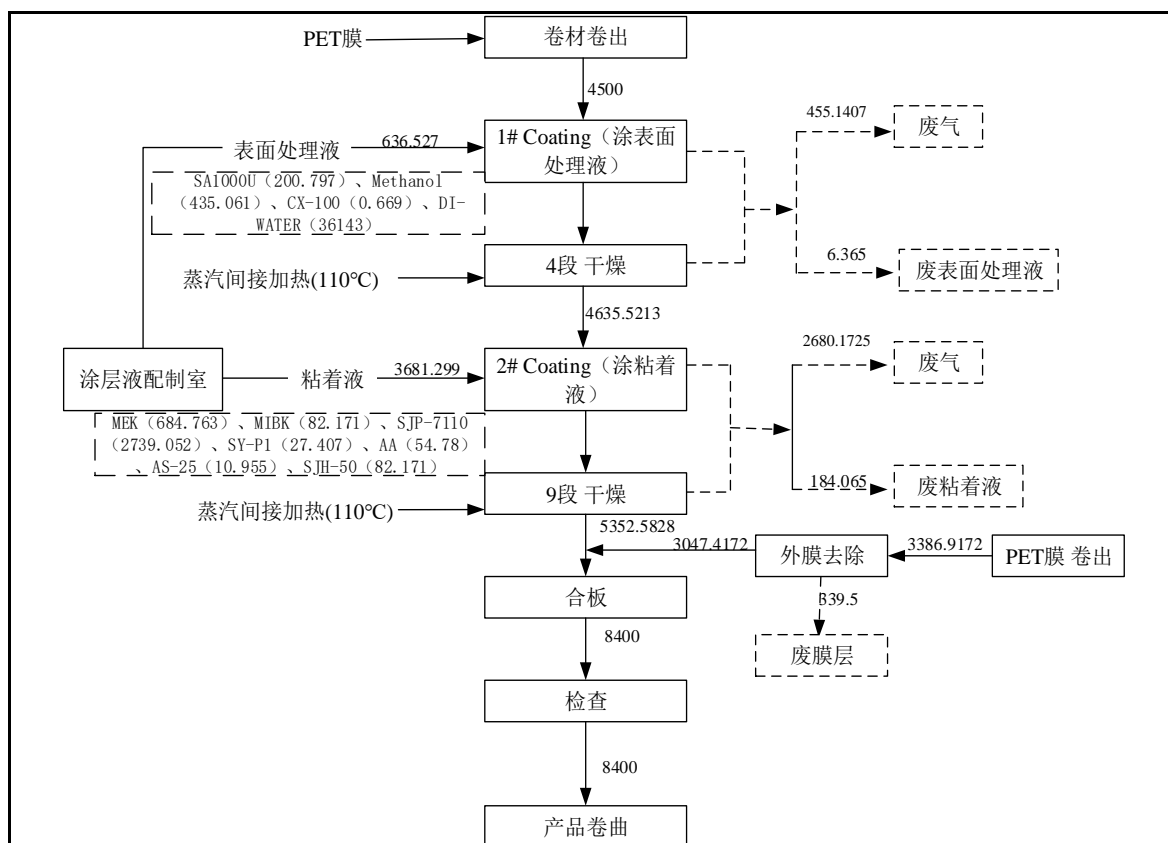 PET膜
卷材卷出
4500
455.1407
废气
表面处理液
636.527
1# Coating（涂表面
处理液）
SA1000U（200.797）、Methanol
（435.061）、CX-100（0.669）、DI-
WATER（36143）
6.365
废表面处理液
蒸汽间接加热(110℃)
4段 干燥
4635.5213
2680.1725
废气
涂层液配制室
粘着液
3681.299
2# Coating（涂粘着
液）
MEK（684.763）、MIBK（82.171）、SJP-7110
（2739.052）、SY-P1（27.407）、AA（54.78）
、AS-25（10.955）、SJH-50（82.171）
184.065
废粘着液
蒸汽间接加热(110℃)
9段 干燥
5352.5828
3047.4172
外膜去除
3386.9172
PET膜 卷出
339.5
合板
废膜层
8400
检查
8400
产品卷曲